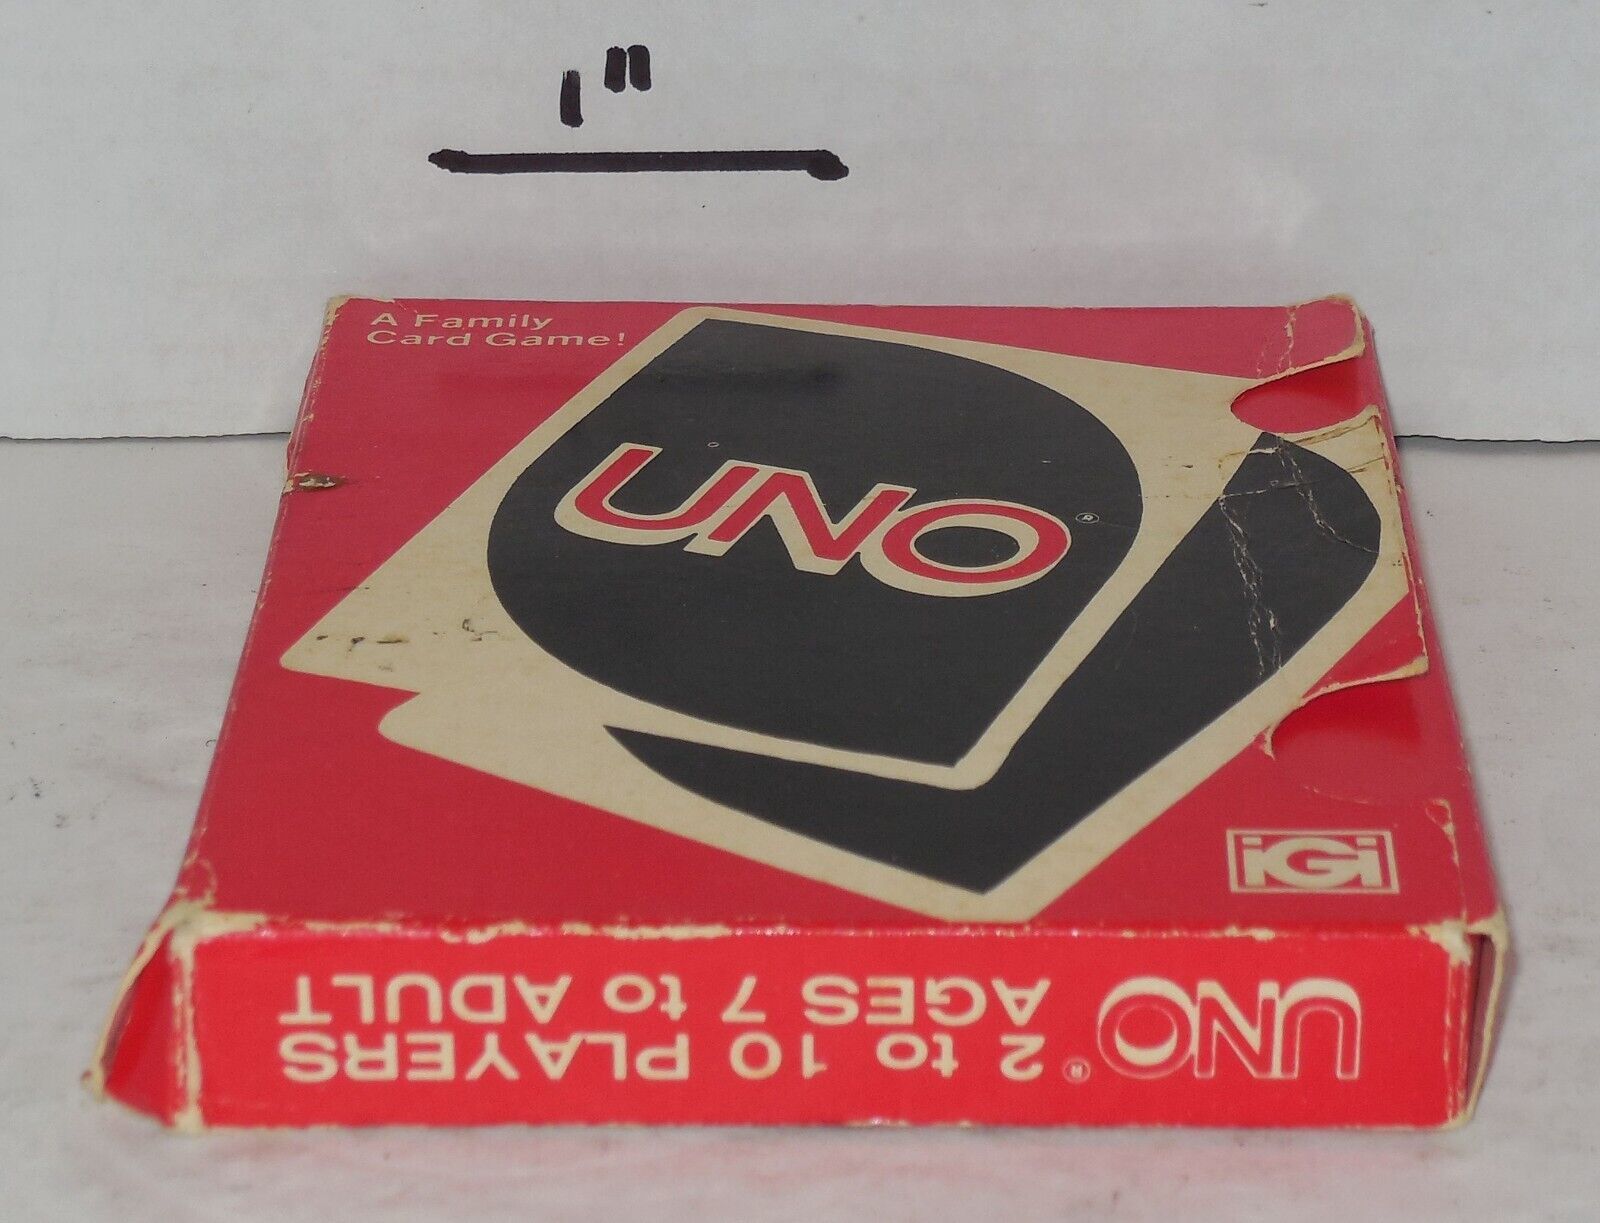 1"
A Family
Card Game!
UNO®
iGi
UNO® 2 to 10 PLAYERS
AGES 7 to ADULT